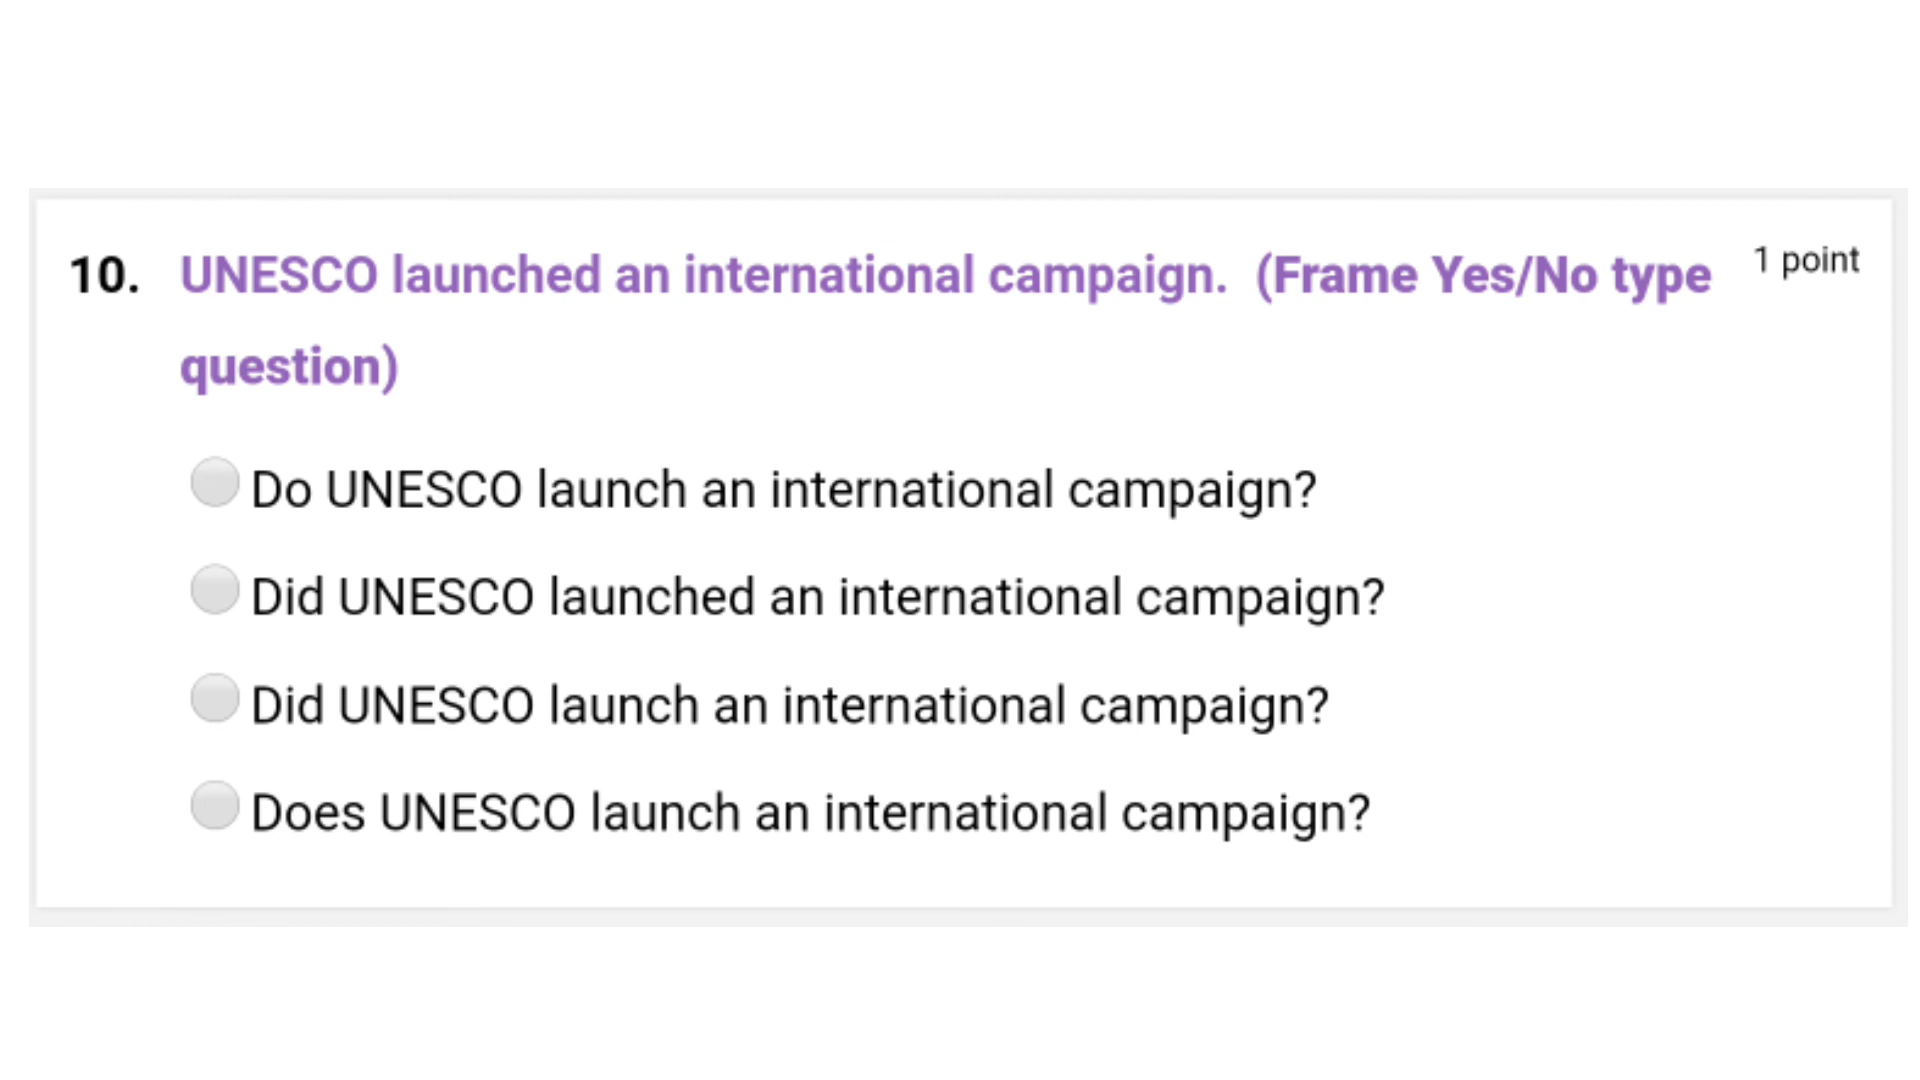 10. UNESCO launched an international campaign. (Frame Yes/No type 1 point
question)
Do UNESCO launch an international campaign?
Did UNESCO launched an international campaign?
Did UNESCO launch an international campaign?
Does UNESCO launch an international campaign?